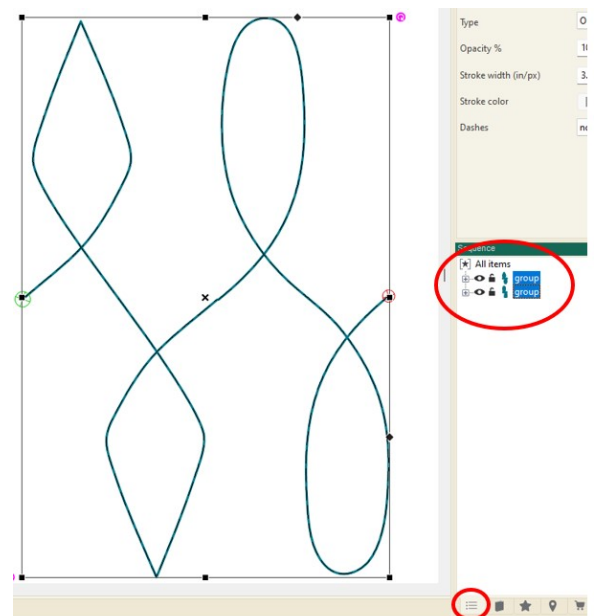 Type
Opacity %
Stroke width (in/px)
Stroke color
Dashes
Sequence
All items
group
group